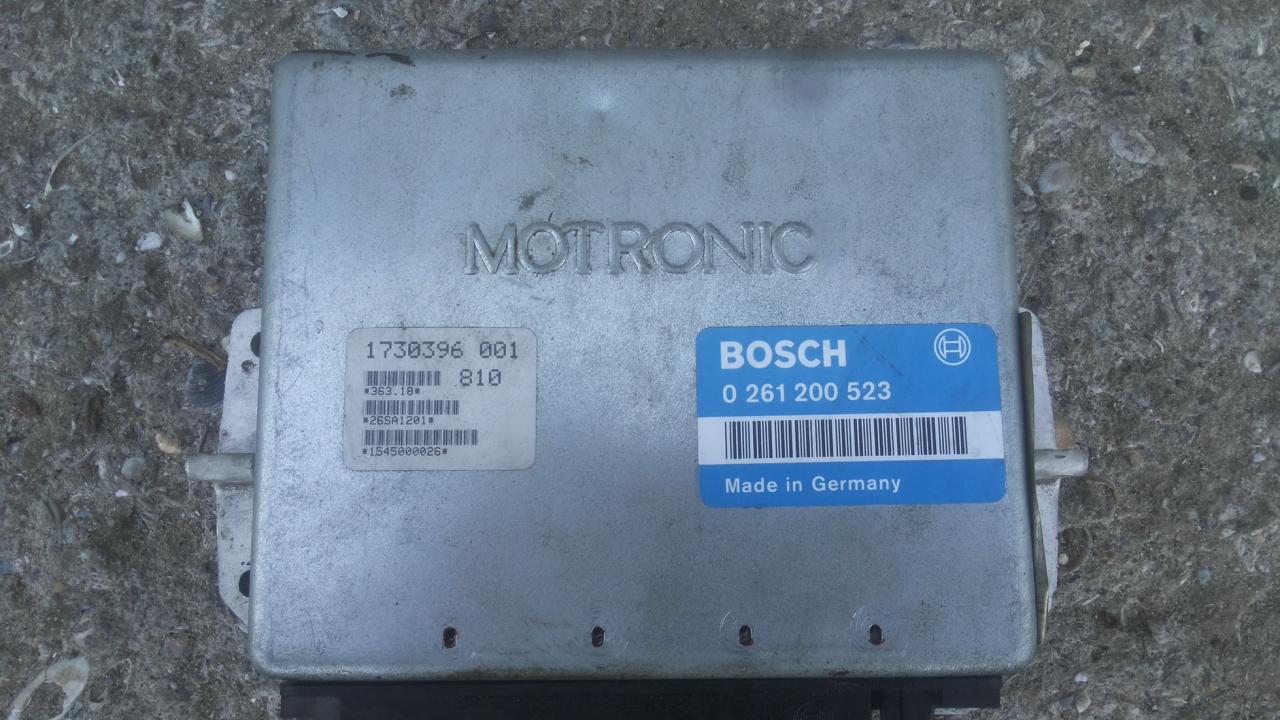 MOTRONIC
1730396 001
810
*363.18*
*26SA1201*
*1545000026*
BOSCH
0 261 200 523
Made in Germany